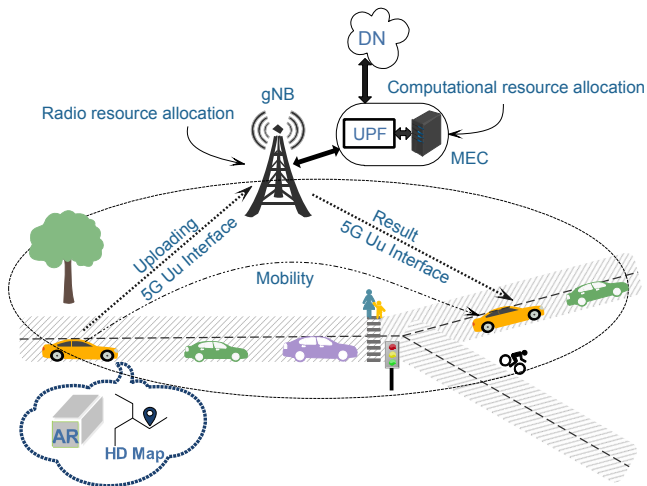 DN
Computational resource allocation
gNB
Radio resource allocation
UPF
MEC
Uploading
5G Uu Interface
Result
5G Uu Interface
Mobility
AR
HD Map